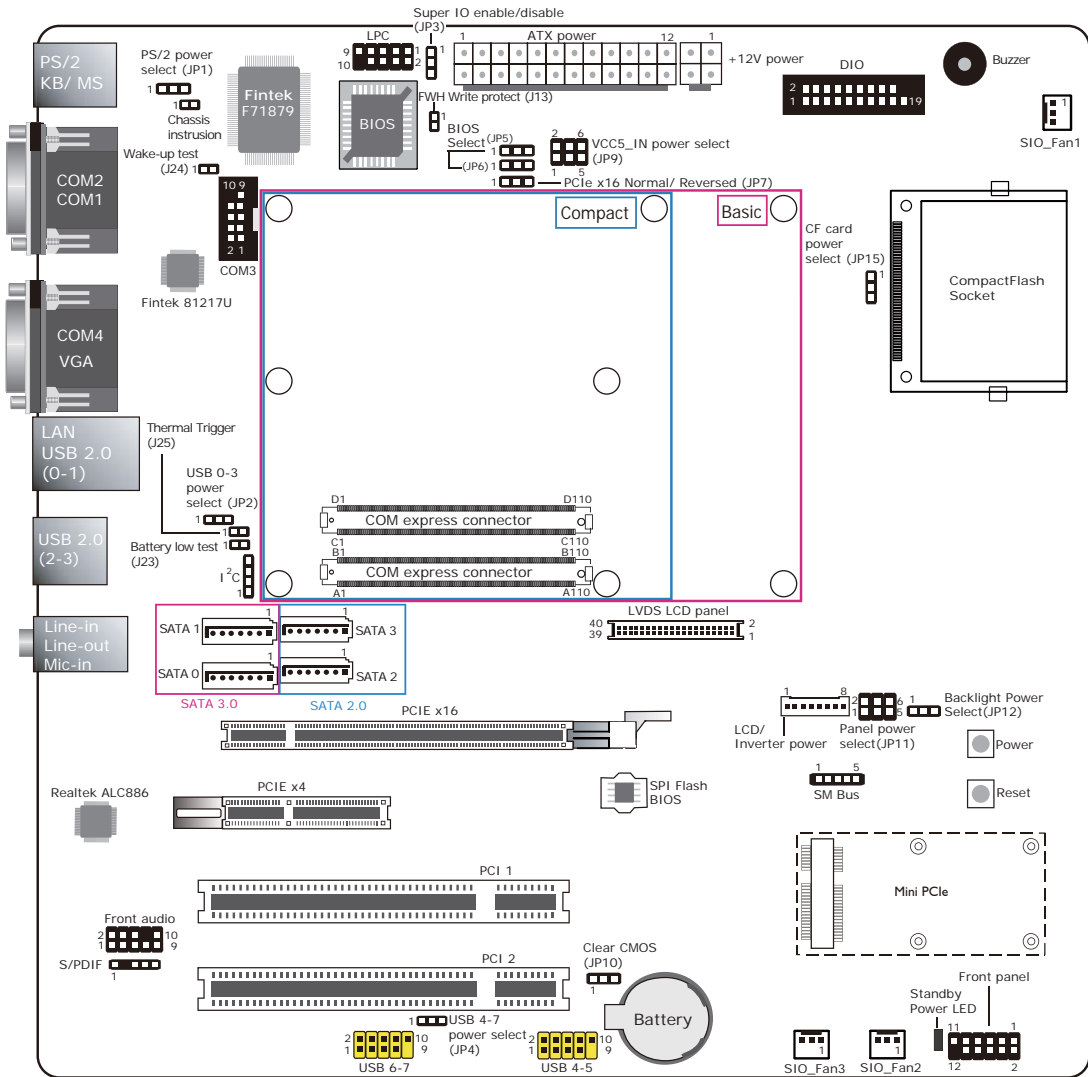 Super IO enable/disable
(JP3)
LPC
9
10
1
2
1
1
ATX power
12
1
+12V power
DIO
2
1
19
Buzzer
SIO_Fan1
1
PS/2
KB/ MS
PS/2 power
select (JP1)
1
1
Chassis
instrusion
Fintek
F71879
BIOS
FWH Write protect (J13)
1
BIOS
Select
(JP5)
1
(JP6)
1
2
6
1
5
VCC5_IN power select
(JP9)
1
PCIe x16 Normal/ Reversed (JP7)
Wake-up test
(J24)
1
COM2
COM1
10 9
2 1
COM3
Fintek 81217U
Compact
Basic
CF card
power
select (JP15)
1
CompactFlash
Socket
COM4
VGA
LAN
USB 2.0
(0-1)
Thermal Trigger
(J25)
USB 0-3
power
select (JP2)
1
1
Battery low test
(J23)
1
I²C
1
USB 2.0
(2-3)
D1
D110
COM express connector
C1
C110
B1
B110
COM express connector
A1
A110
Line-in
Line-out
Mic-in
SATA 1
1
1
SATA 3
SATA 0
1
1
SATA 2
SATA 3.0
SATA 2.0
LVDS LCD panel
40
39
2
1
PCIE x16
1
8
LCD/
Inverter power
2
1
6
5
Panel power
select(JP11)
1
Backlight Power
Select(JP12)
Power
1
5
SM Bus
Reset
SPI Flash
BIOS
Realtek ALC886
PCIE x4
Mini PCIe
PCI 1
Front audio
2
1
10
9
S/PDIF
1
PCI 2
Clear CMOS
(JP10)
1
Battery
1
USB 4-7
power select
(JP4)
2
1
10
9
USB 6-7
2
1
10
9
USB 4-5
1
SIO_Fan3
1
SIO_Fan2
Standby
Power LED
Front panel
11
1
12
2